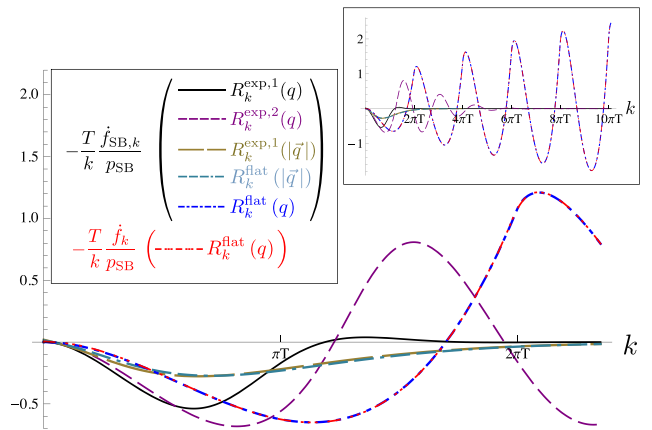 2
1
−1
2πT 4πT 6πT 8πT 10πT k
2.0
1.5
1.0
0.5
−0.5
−T/k ḟ_SB,k/p_SB
R_k^exp,1(q)
R_k^exp,2(q)
R_k^exp,1(|q⃗|)
R_k^flat(|q⃗|)
R_k^flat(q)
−T/k ḟ_k/p_SB ( R_k^flat(q) )
πT 2πT k